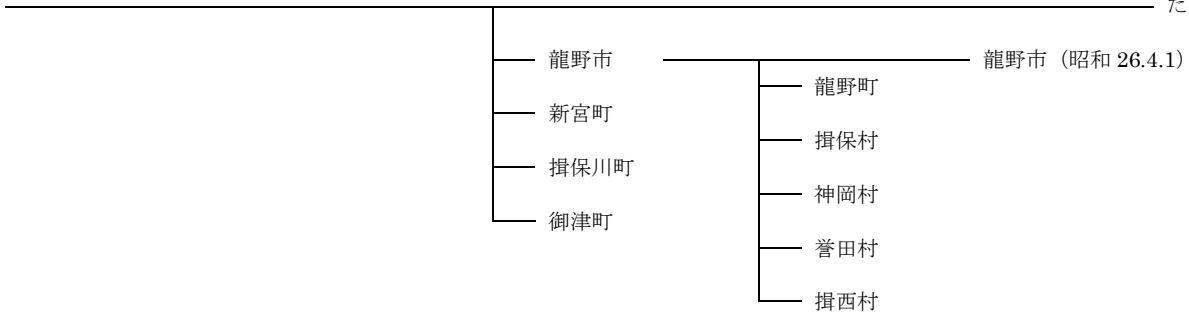 た
龍野市 龍野市（昭和 26.4.1）
龍野町
新宮町
揖保村
揖保川町
神岡村
御津町
誉田村
揖西村